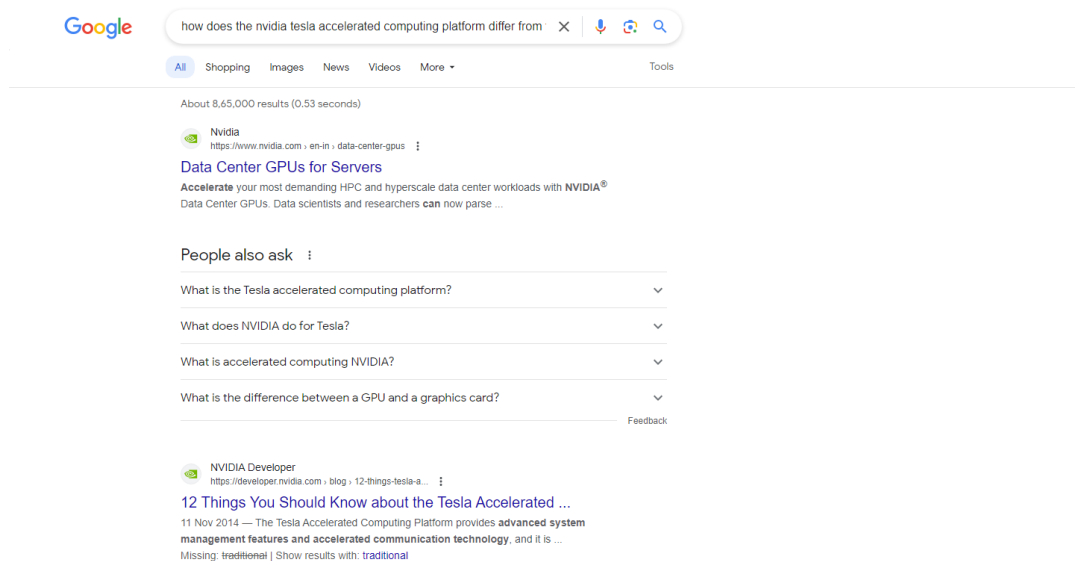 Google
how does the nvidia tesla accelerated computing platform differ from
All Shopping Images News Videos More Tools
About 8,65,000 results (0.53 seconds)
Nvidia
https://www.nvidia.com › en-in › data-center-gpus
Data Center GPUs for Servers
Accelerate your most demanding HPC and hyperscale data center workloads with NVIDIA®
Data Center GPUs. Data scientists and researchers can now parse ...
People also ask
What is the Tesla accelerated computing platform?
What does NVIDIA do for Tesla?
What is accelerated computing NVIDIA?
What is the difference between a GPU and a graphics card?
Feedback
NVIDIA Developer
https://developer.nvidia.com › blog › 12-things-tesla-a...
12 Things You Should Know about the Tesla Accelerated ...
11 Nov 2014 — The Tesla Accelerated Computing Platform provides advanced system
management features and accelerated communication technology, and it is ...
Missing: traditional | Show results with: traditional